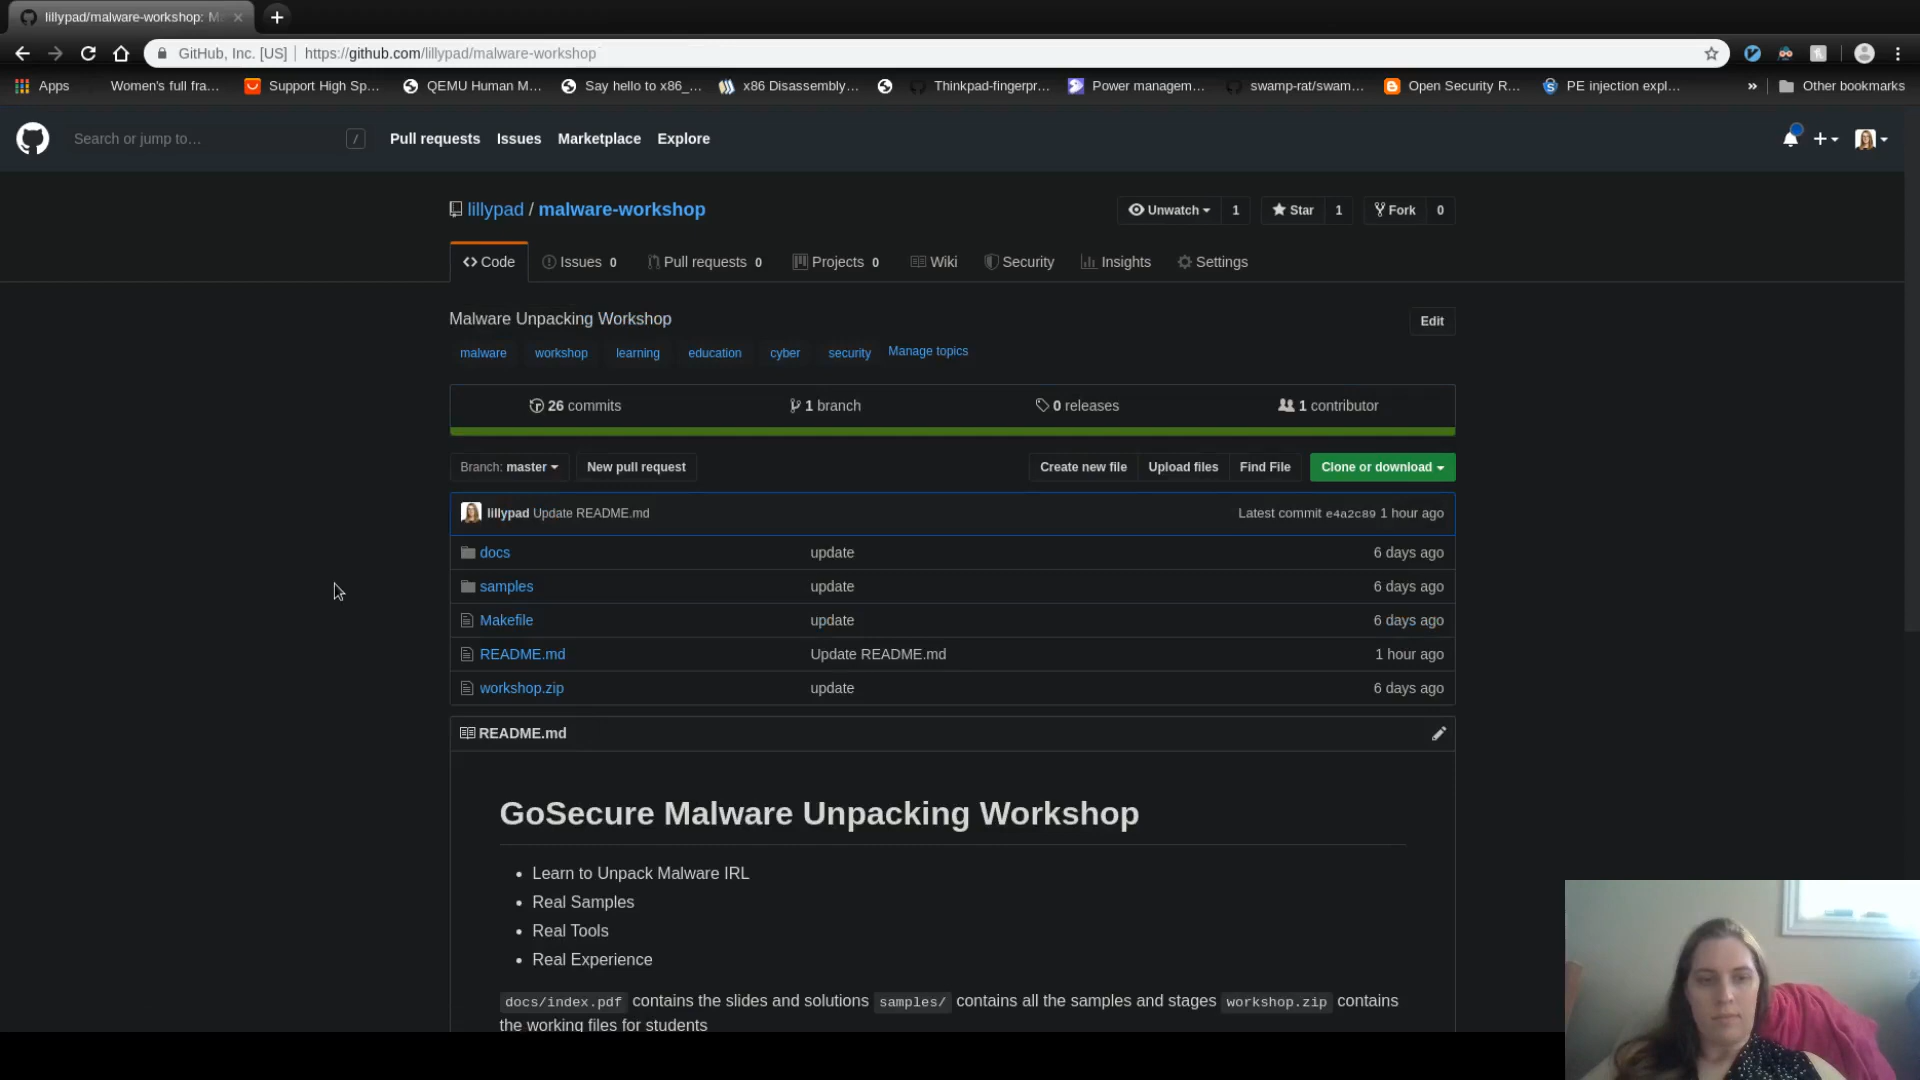 lillypad/malware-workshop: Ma
GitHub, Inc. [US] https://github.com/lillypad/malware-workshop
Apps Women's full fra... Support High Sp... QEMU Human M... Say hello to x86_... x86 Disassembly... Thinkpad-fingerpr... Power managem... swamp-rat/swam... Open Security R... PE injection expl... » Other bookmarks
Search or jump to... / Pull requests Issues Marketplace Explore
lillypad / malware-workshop Unwatch 1 Star 1 Fork 0
Code Issues 0 Pull requests 0 Projects 0 Wiki Security Insights Settings
Malware Unpacking Workshop Edit
malware workshop learning education cyber security Manage topics
26 commits 1 branch 0 releases 1 contributor
Branch: master New pull request Create new file Upload files Find File Clone or download
lillypad Update README.md Latest commit e4a2c89 1 hour ago
docs update 6 days ago
samples update 6 days ago
Makefile update 6 days ago
README.md Update README.md 1 hour ago
workshop.zip update 6 days ago
README.md
GoSecure Malware Unpacking Workshop
• Learn to Unpack Malware IRL
• Real Samples
• Real Tools
• Real Experience
docs/index.pdf contains the slides and solutions samples/ contains all the samples and stages workshop.zip contains
the working files for students